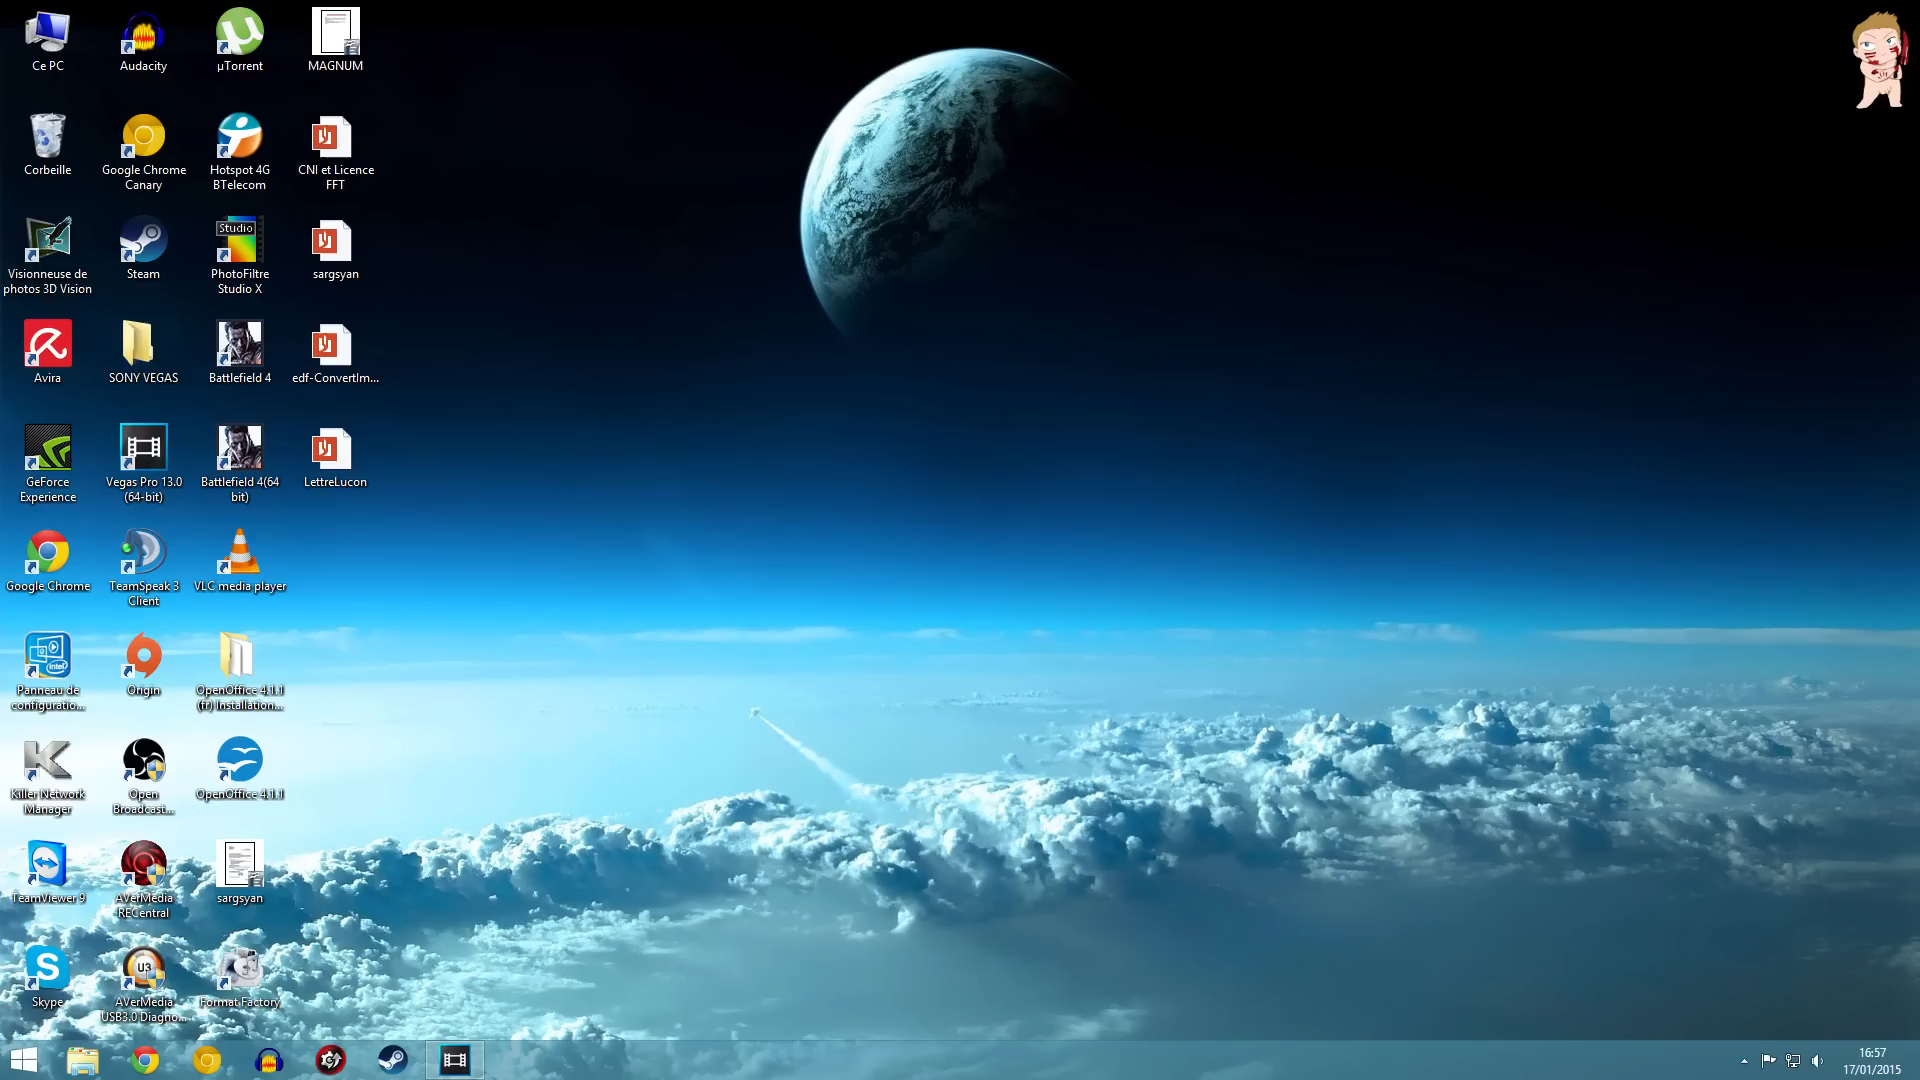 Ce PC
Audacity
µTorrent
MAGNUM
Corbeille
Google Chrome
Canary
Hotspot 4G
BTelecom
CNI et Licence
FFT
Visionneuse de
photos 3D Vision
Steam
Studio
PhotoFiltre
Studio X
sargsyan
Avira
SONY VEGAS
Battlefield 4
edf-ConvertIm...
GeForce
Experience
Vegas Pro 13.0
(64-bit)
Battlefield 4(64
bit)
LettreLucon
Google Chrome
TeamSpeak 3
Client
VLC media player
intel
Panneau de
configuratio...
Origin
OpenOffice 4.1.1
(fr) Installation...
Killer Network
Manager
Open
Broadcast...
OpenOffice 4.1.1
TeamViewer 9
AVerMedia
RECentral
sargsyan
Skype
U3
AVerMedia
USB3.0 Diagno...
Format Factory
16:57
17/01/2015